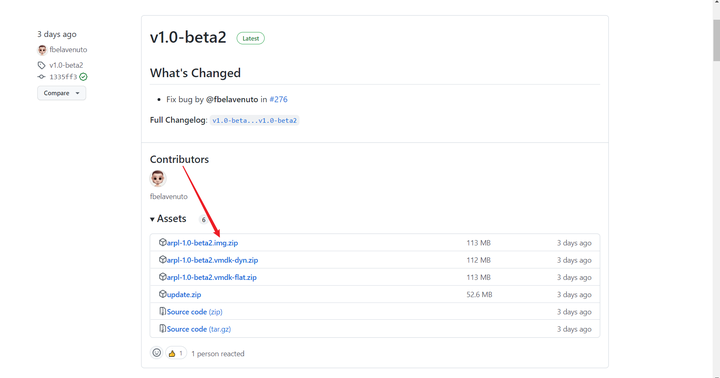 3 days ago
fbelavenuto
v1.0-beta2
1335ff3
Compare
v1.0-beta2 Latest
What's Changed
Fix bug by @fbelavenuto in #276
Full Changelog: v1.0-beta...v1.0-beta2
Contributors
fbelavenuto
Assets 6
arpl-1.0-beta2.img.zip 113 MB 3 days ago
arpl-1.0-beta2.vmdk-dyn.zip 112 MB 3 days ago
arpl-1.0-beta2.vmdk-flat.zip 113 MB 3 days ago
update.zip 52.6 MB 3 days ago
Source code (zip) 3 days ago
Source code (tar.gz) 3 days ago
1 1 person reacted